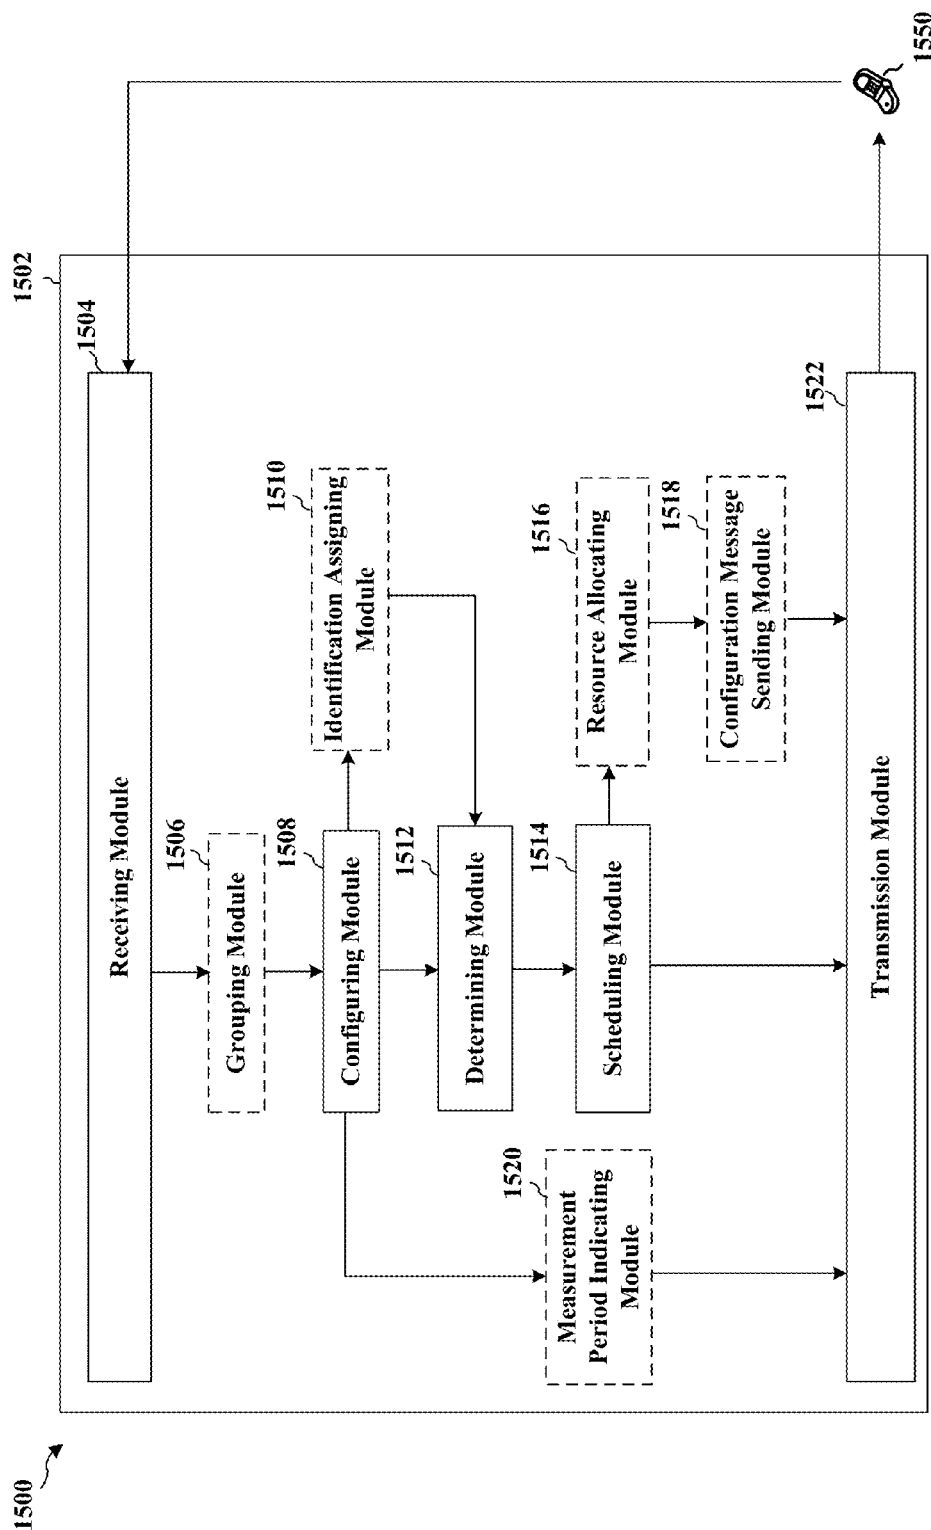 1500
1502
1504
Receiving Module
1506
Grouping Module
1508
Configuring Module
1510
Identification Assigning
Module
1512
Determining Module
1514
Scheduling Module
1516
Resource Allocating
Module
1518
Configuration Message
Sending Module
1520
Measurement
Period Indicating
Module
1522
Transmission Module
1550